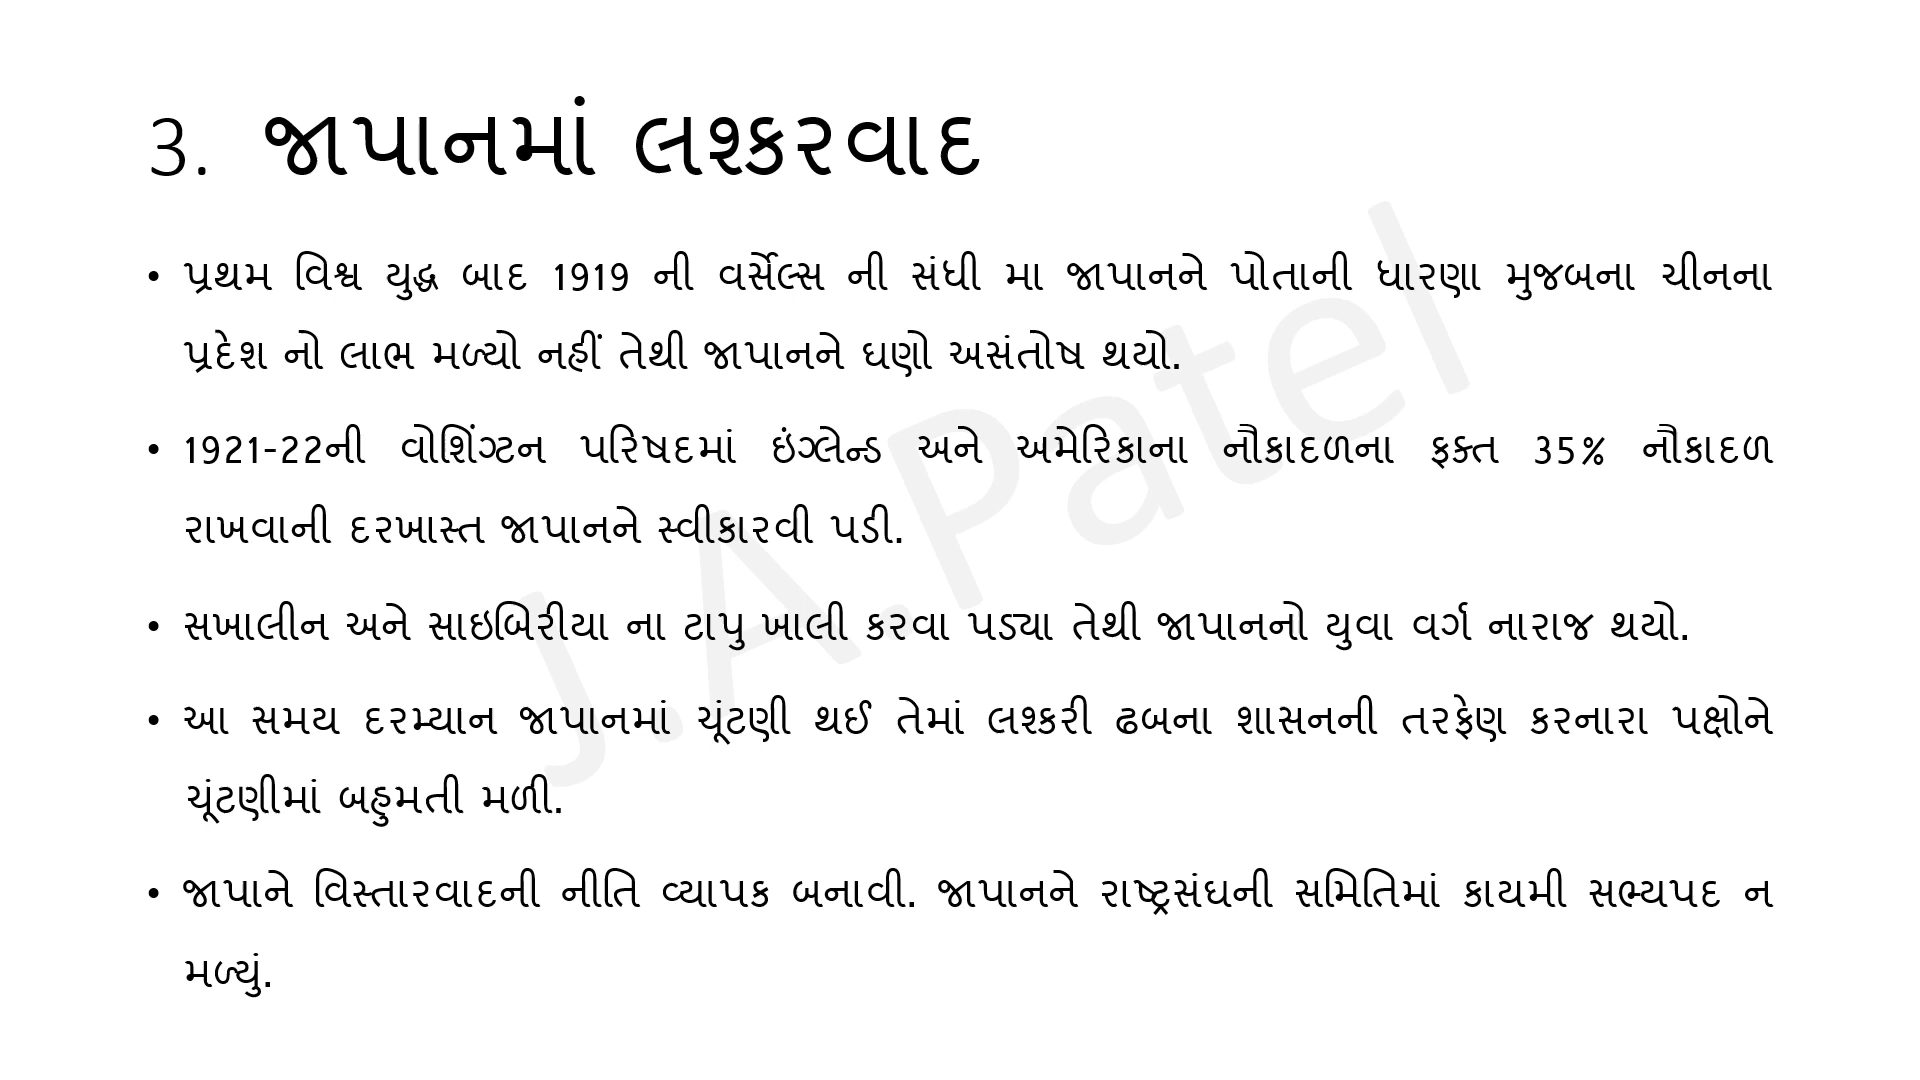 3. જાપાનમાં લશ્કરવાદ
• પ્રથમ વિશ્વ યુદ્ધ બાદ 1919 ની વર્સેલ્સ ની સંધી મા જાપાનને પોતાની ધારણા મુજબના ચીનના
પ્રદેશ નો લાભ મળ્યો નહીં તેથી જાપાનને ઘણો અસંતોષ થયો.
• 1921-22ની વોશિંગ્ટન પરિષદમાં ઇંગ્લેન્ડ અને અમેરિકાના નૌકાદળના ફક્ત 35% નૌકાદળ
રાખવાની દરખાસ્ત જાપાનને સ્વીકારવી પડી.
• સખાલીન અને સાઇબિરીયા ના ટાપુ ખાલી કરવા પડ્યા તેથી જાપાનનો યુવા વર્ગ નારાજ થયો.
• આ સમય દરમ્યાન જાપાનમાં ચૂંટણી થઈ તેમાં લશ્કરી ઢબના શાસનની તરફેણ કરનારા પક્ષોને
ચૂંટણીમાં બહુમતી મળી.
• જાપાને વિસ્તારવાદની નીતિ વ્યાપક બનાવી. જાપાનને રાષ્ટ્રસંઘની સમિતિમાં કાયમી સભ્યપદ ન
મળ્યું.
J.A.Patel